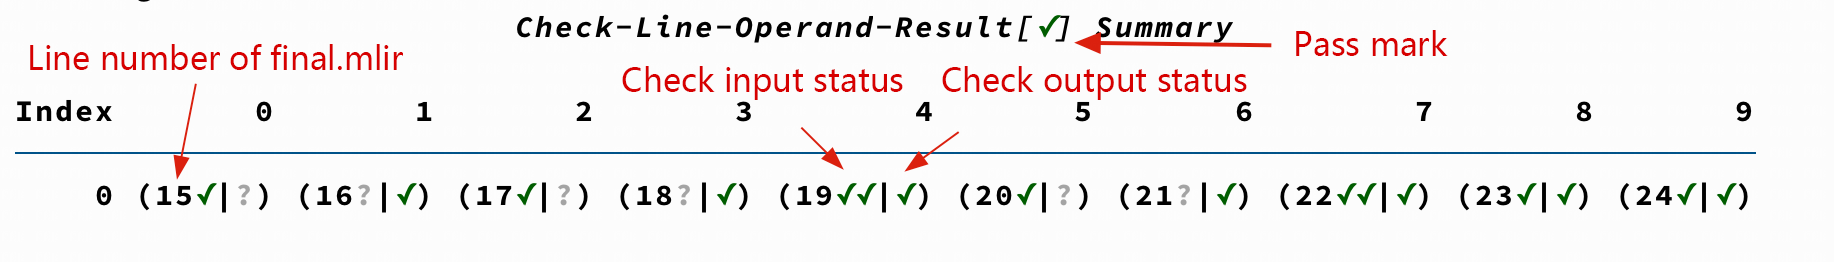 Check-Line-Operand-Result[✓] Summary
Pass mark
Line number of final.mlir
Check input status
Check output status
Index 0 1 2 3 4 5 6 7 8 9
0 (15✓|?) (16?|✓) (17✓|?) (18?|✓) (19✓✓|✓) (20✓|?) (21?|✓) (22✓✓|✓) (23✓|✓) (24✓|✓)